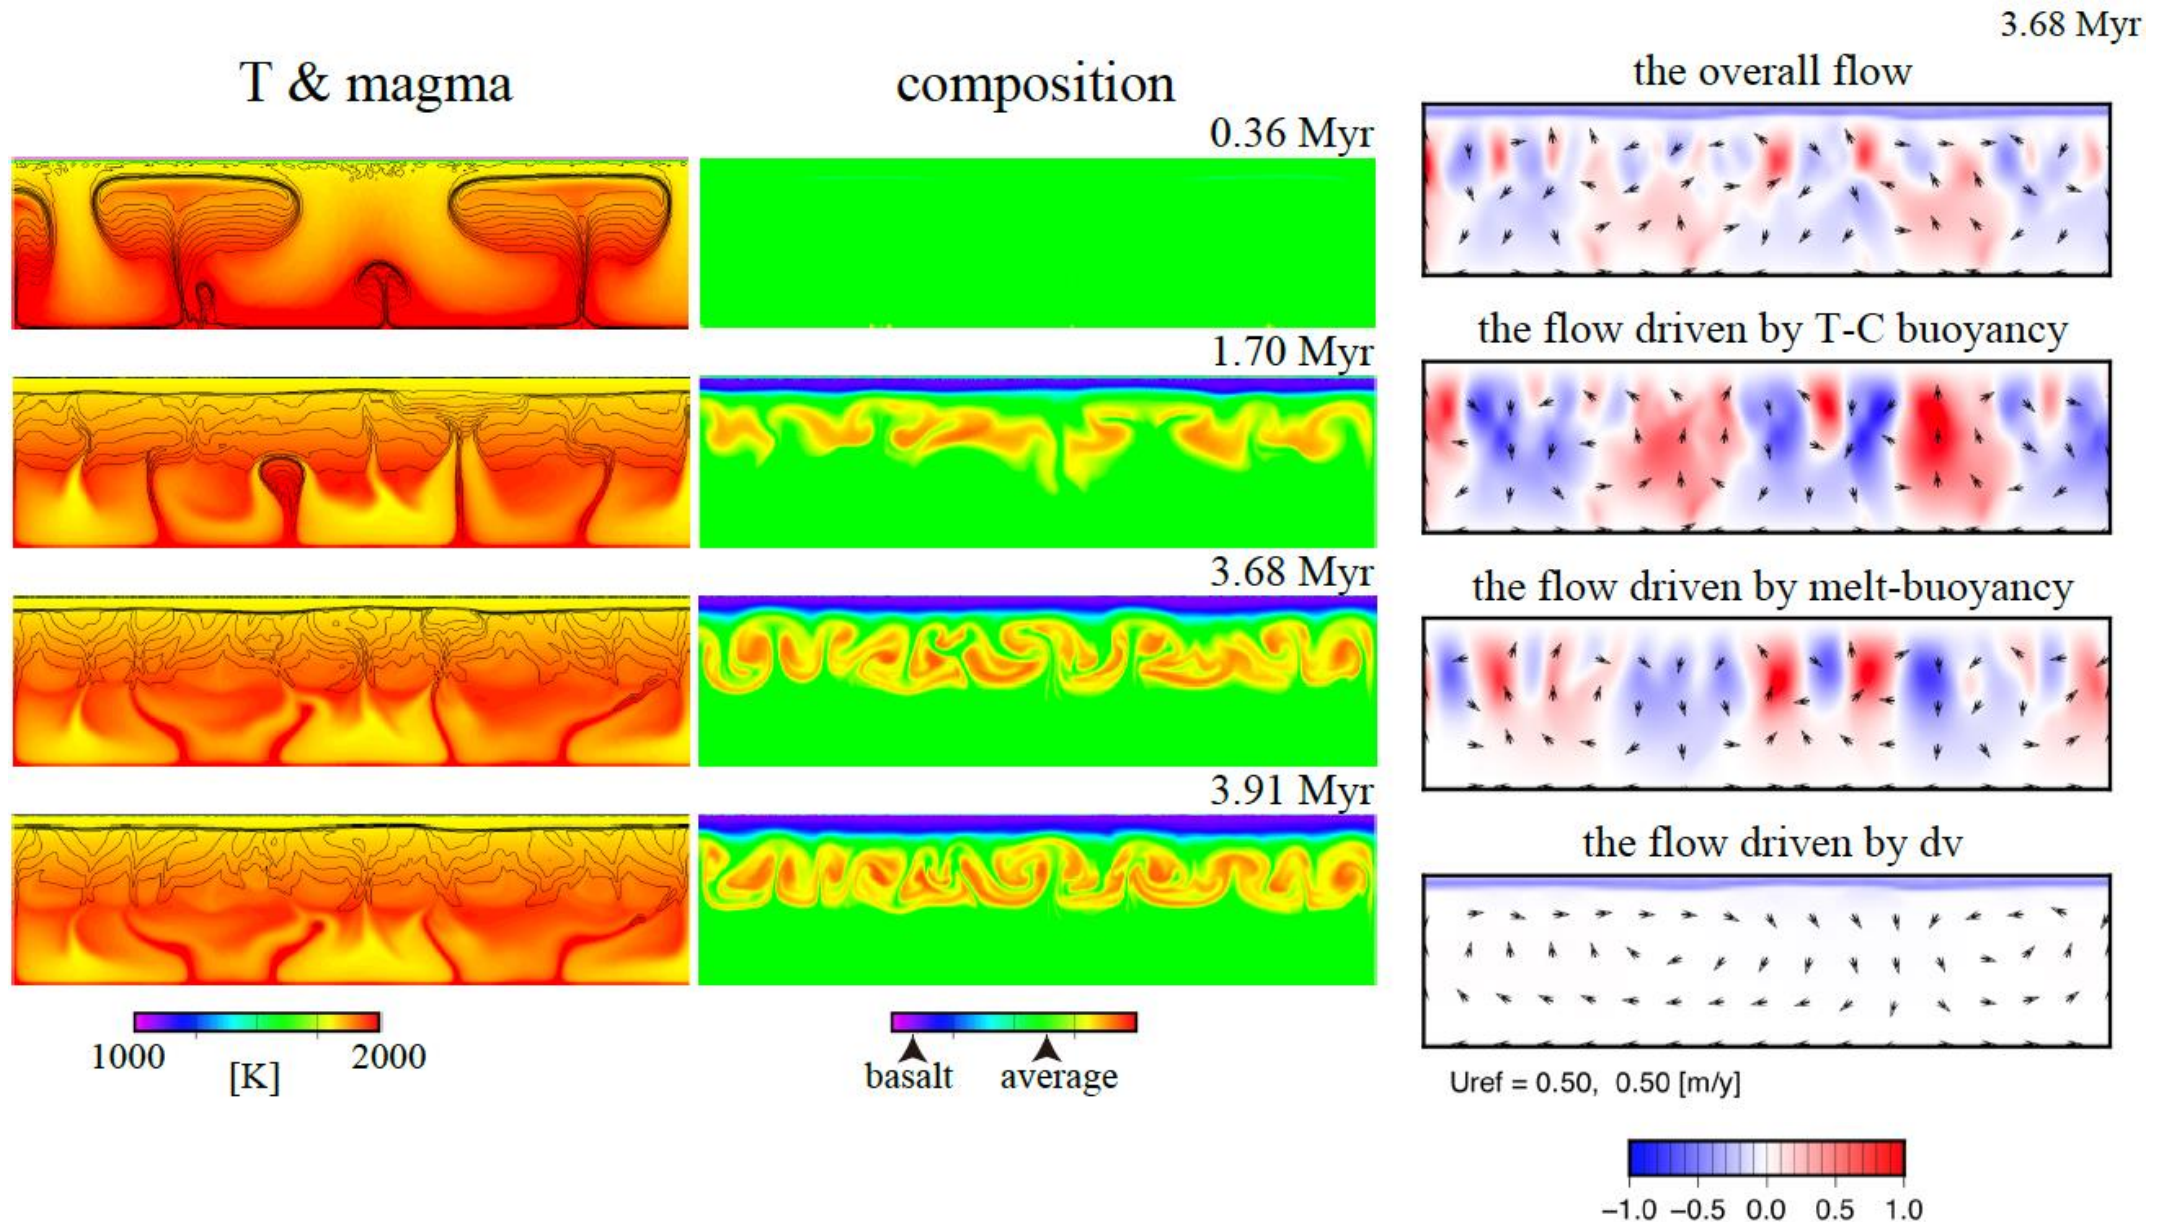 3.68 Myr
T & magma
composition
the overall flow
0.36 Myr
the flow driven by T-C buoyancy
1.70 Myr
3.68 Myr
the flow driven by melt-buoyancy
3.91 Myr
the flow driven by dv
1000
2000
[K]
basalt
average
Uref = 0.50, 0.50 [m/y]
−1.0 −0.5 0.0 0.5 1.0